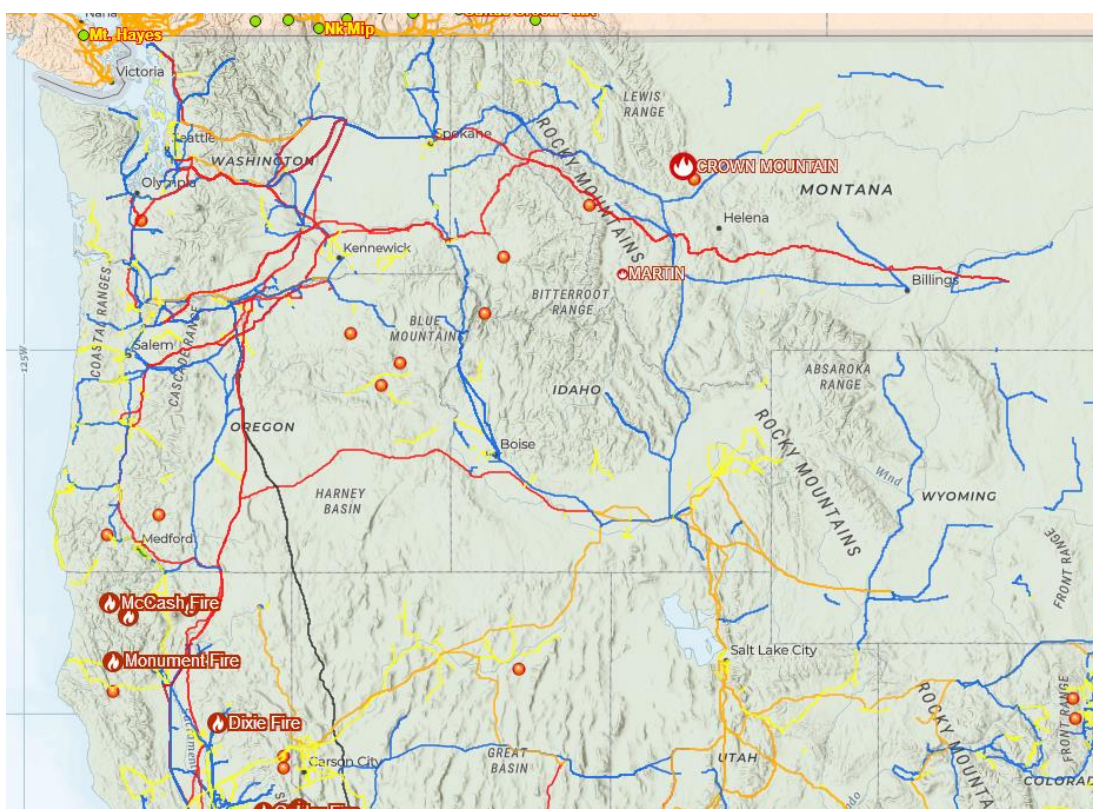 Nana
Mt. Hayes
Nk Mip
Victoria
LEWIS RANGE
Spokane
Seattle
WASHINGTON
ROCKY MOUNTAINS
CROWN MOUNTAIN
Olympia
MONTANA
Helena
Kennewick
MARTIN
Billings
COASTAL RANGES
CASCADE RANGE
BITTERROOT RANGE
BLUE MOUNTAINS
Salem
125W
ABSAROKA RANGE
IDAHO
OREGON
Boise
ROCKY MOUNTAINS
Wind
WYOMING
HARNEY BASIN
Medford
FRONT RANGE
McCash Fire
Monument Fire
Salt Lake City
Dixie Fire
Sacramento
ROCKY MOUNTAINS
FRONT RANGE
GREAT BASIN
Carson City
UTAH
COLORADO